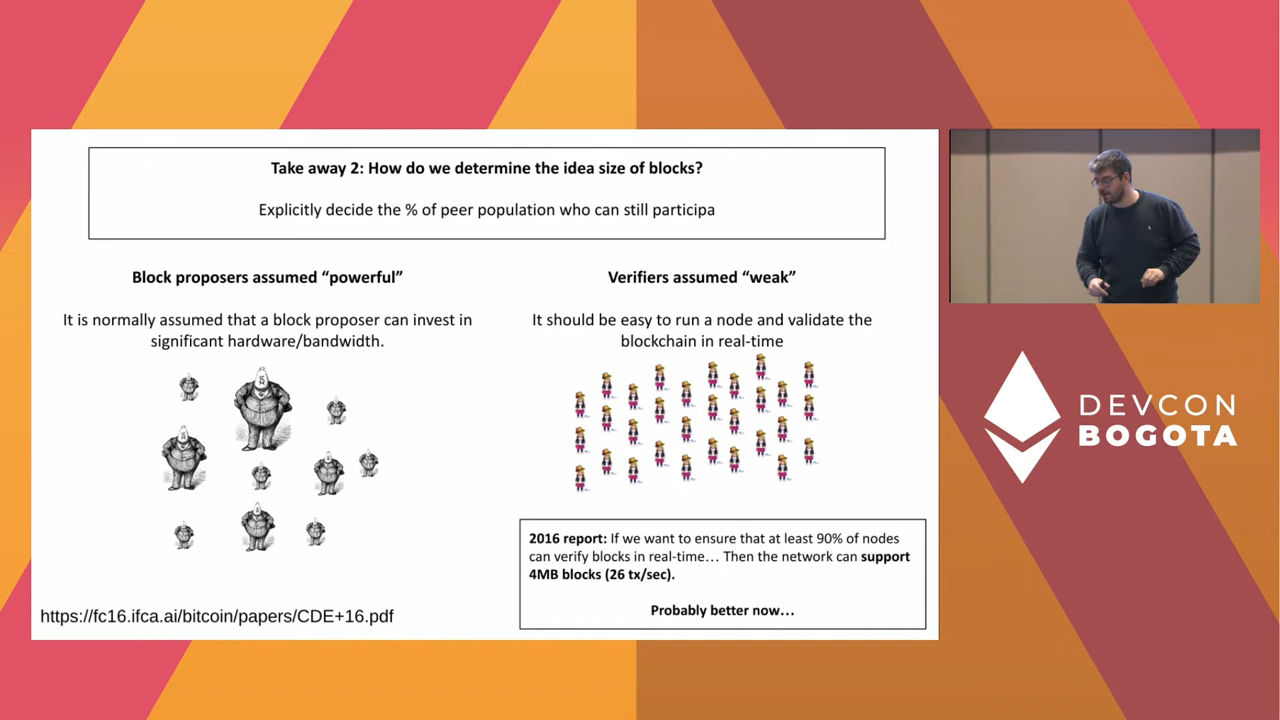 Take away 2: How do we determine the idea size of blocks?
Explicitly decide the % of peer population who can still participa
Block proposers assumed “powerful”
It is normally assumed that a block proposer can invest in
significant hardware/bandwidth.
Verifiers assumed “weak”
It should be easy to run a node and validate the
blockchain in real-time
2016 report: If we want to ensure that at least 90% of nodes
can verify blocks in real-time… Then the network can support
4MB blocks (26 tx/sec).
Probably better now…
https://fc16.ifca.ai/bitcoin/papers/CDE+16.pdf
DEVCON
BOGOTA